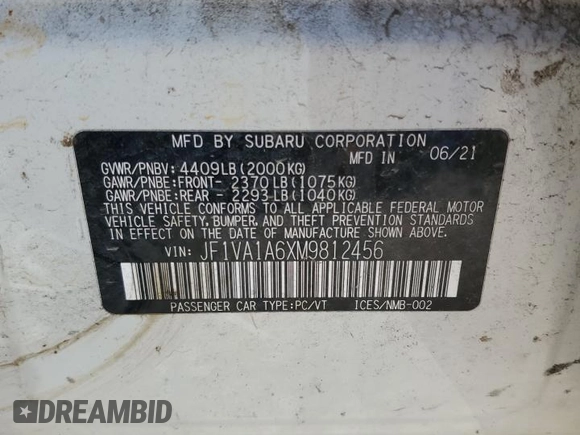 MFD BY SUBARU CORPORATION
MFD IN 06/21
GVWR/PNBV: 4409LB(2000KG)
GAWR/PNBE:FRONT- 2370LB(1075KG)
GAWR/PNBE:REAR - 2293LB(1040KG)
THIS VEHICLE CONFORMS TO ALL APPLICABLE FEDERAL MOTOR
VEHICLE SAFETY, BUMPER, AND THEFT PREVENTION STANDARDS
IN EFFECT ON THE DATE OF MANUFACTURE SHOWN ABOVE.
VIN: JF1VA1A6XM9812456
PASSENGER CAR TYPE:PC/VT ICES/NMB-002
DREAMBID